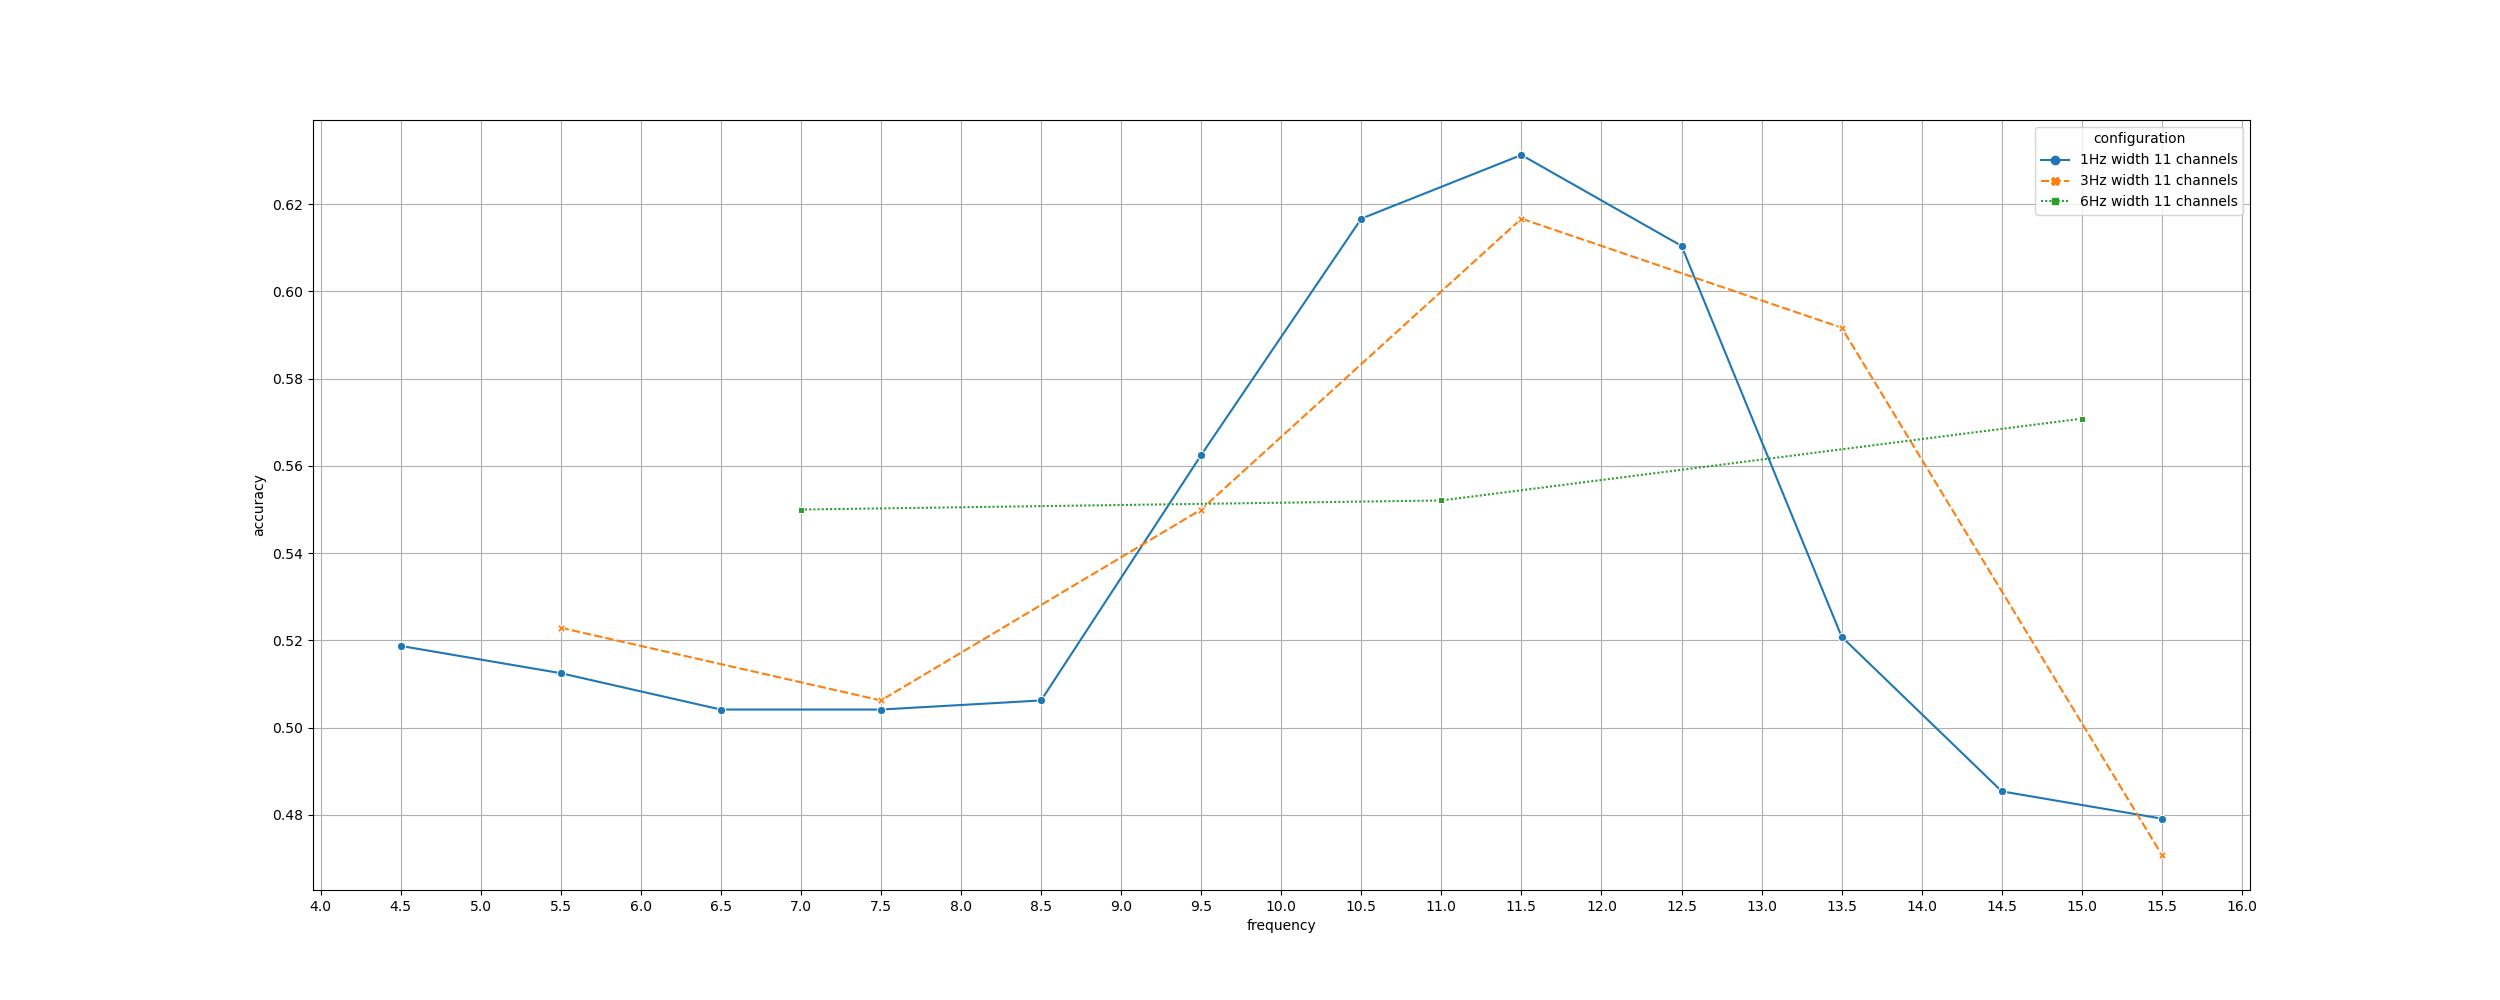 configuration
1Hz width 11 channels
3Hz width 11 channels
6Hz width 11 channels
0.62
0.60
0.58
0.56
0.54
0.52
0.50
0.48
accuracy
4.0 4.5 5.0 5.5 6.0 6.5 7.0 7.5 8.0 8.5 9.0 9.5 10.0 10.5 11.0 11.5 12.0 12.5 13.0 13.5 14.0 14.5 15.0 15.5 16.0
frequency